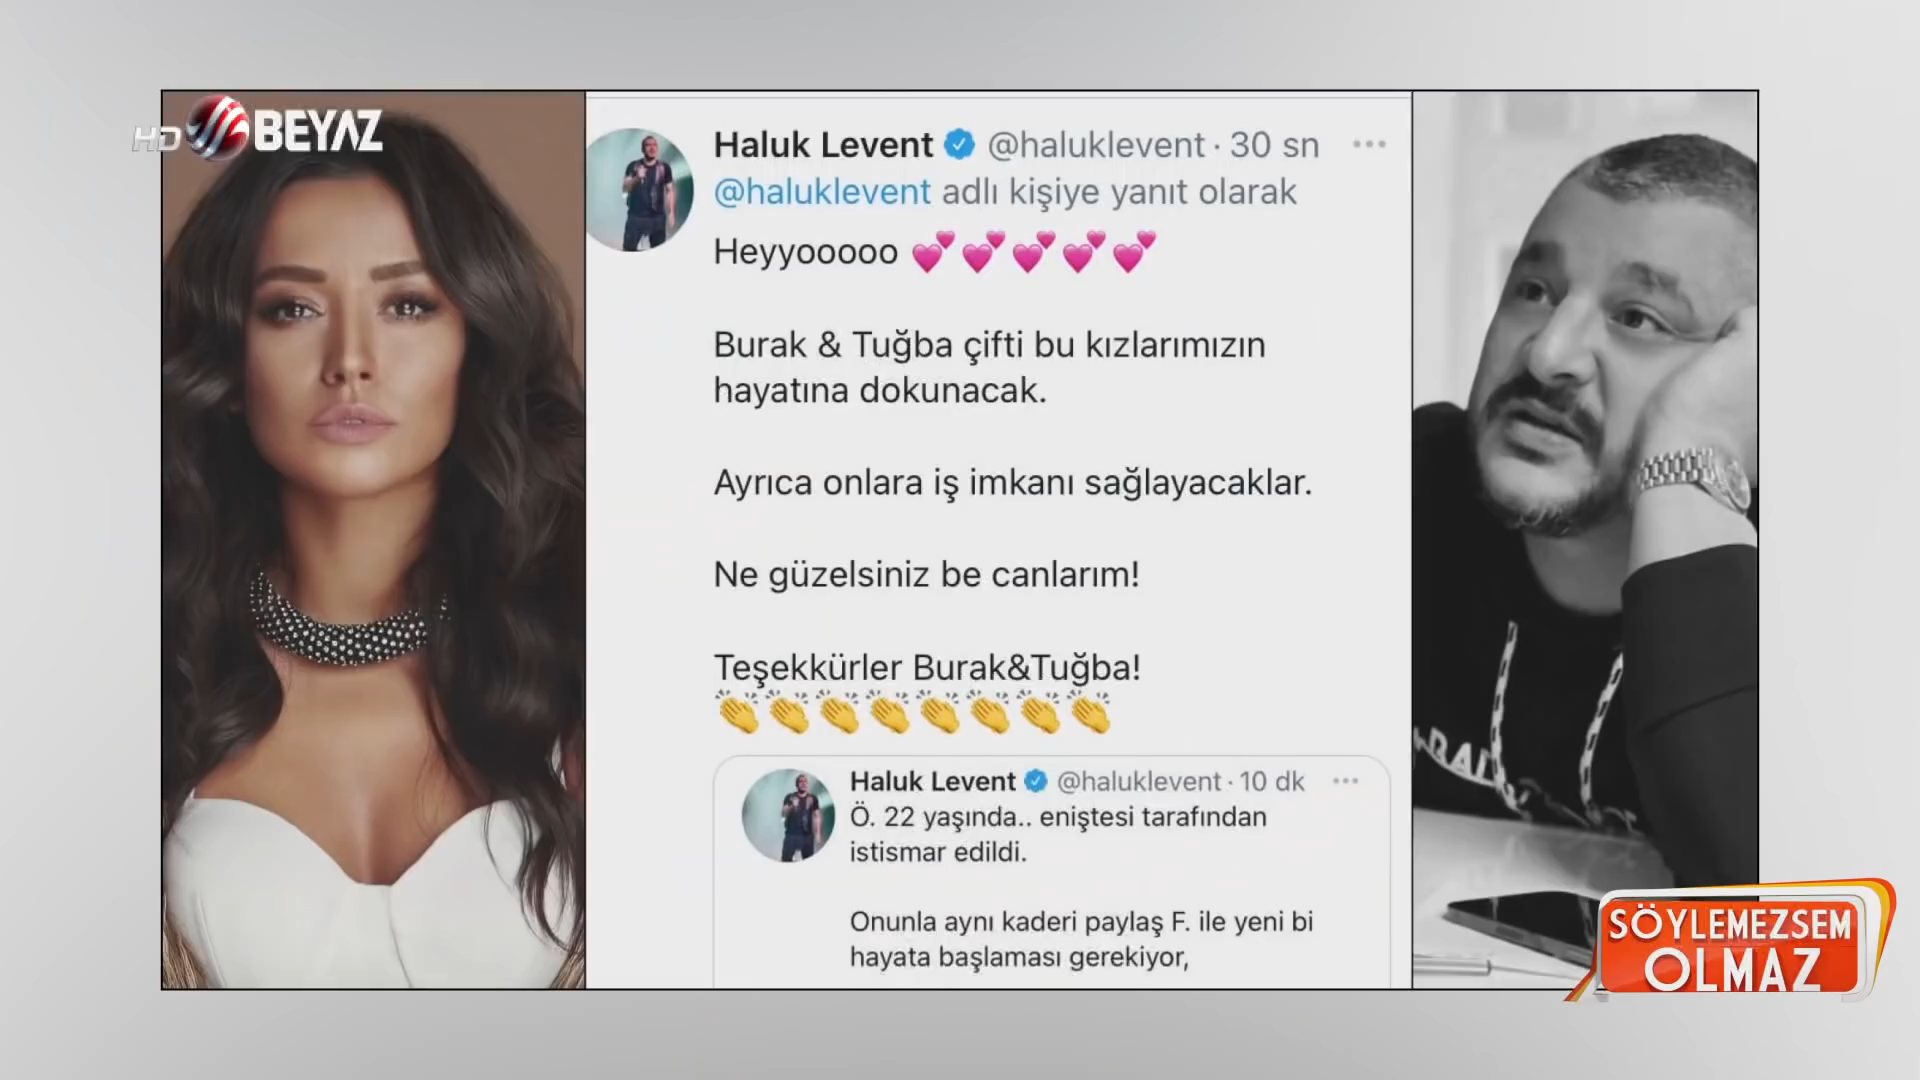 HD BEYAZ
Haluk Levent @haluklevent · 30 sn
@haluklevent adlı kişiye yanıt olarak
Heyyooooo 💕💕💕💕💕
Burak & Tuğba çifti bu kızlarımızın
hayatına dokunacak.
Ayrıca onlara iş imkanı sağlayacaklar.
Ne güzelsiniz be canlarım!
Teşekkürler Burak&Tuğba!
👏👏👏👏👏👏👏👏
Haluk Levent @haluklevent · 10 dk
Ö. 22 yaşında.. eniştesi tarafından
istismar edildi.
Onunla aynı kaderi paylaş F. ile yeni bi
hayata başlaması gerekiyor,
SÖYLEMEZSEM
OLMAZ